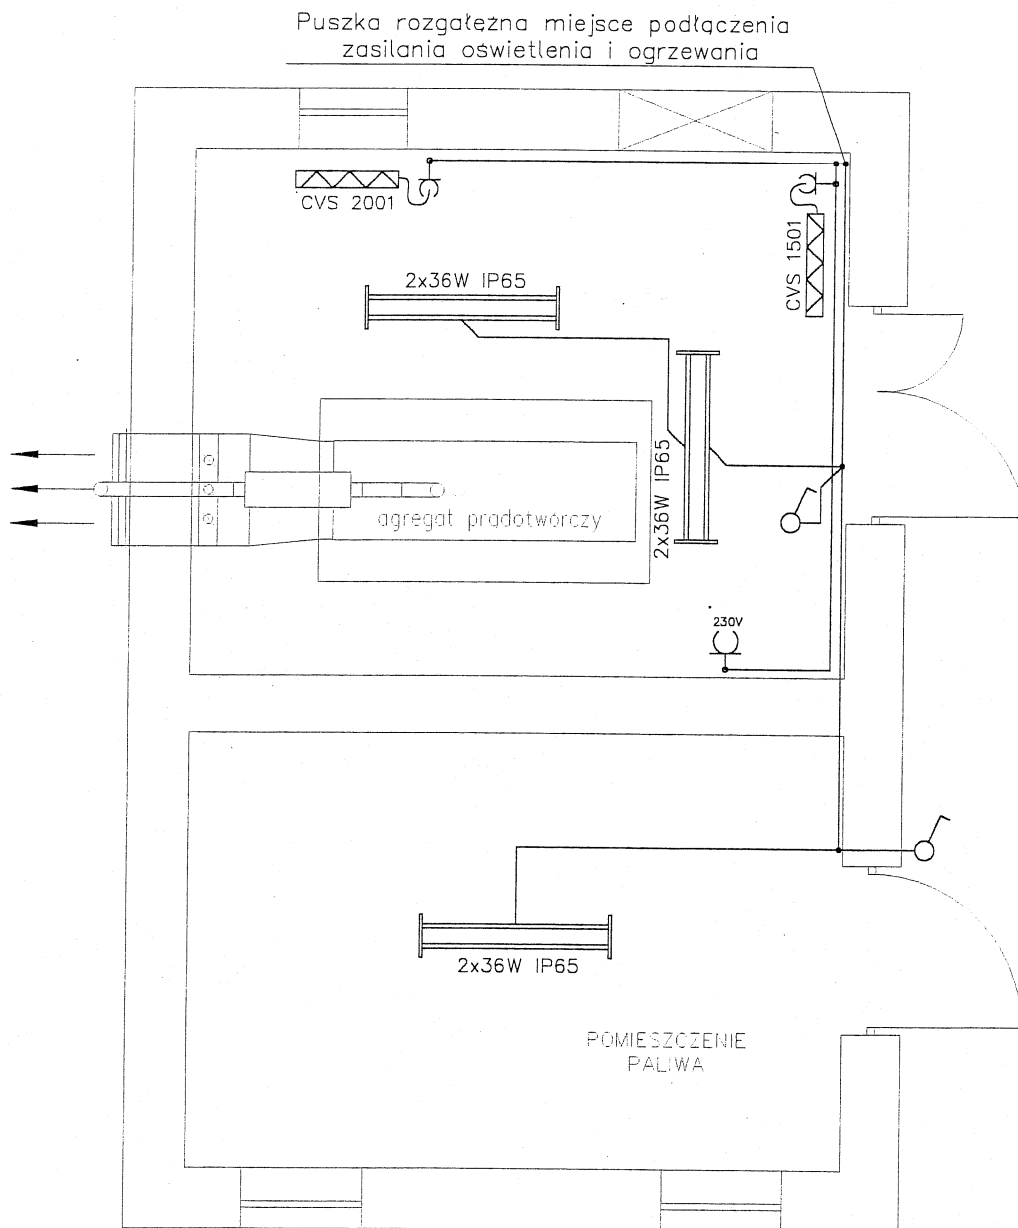 Puszka rozgałęźna miejsce podłączenia
zasilania oświetlenia i ogrzewania
CVS 2001
CVS 1501
2x36W IP65
2x36W IP65
agregat prądotwórczy
230V
2x36W IP65
POMIESZCZENIE
PALIWA